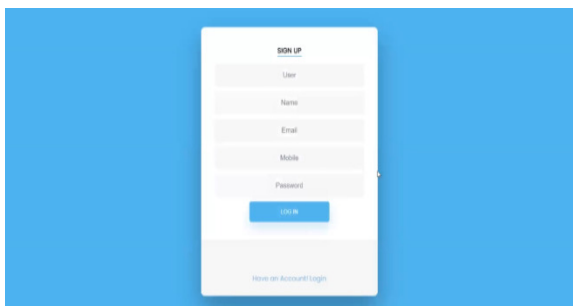 SIGN UP
User
Name
Email
Mobile
Password
LOG IN
Have an Account! Login